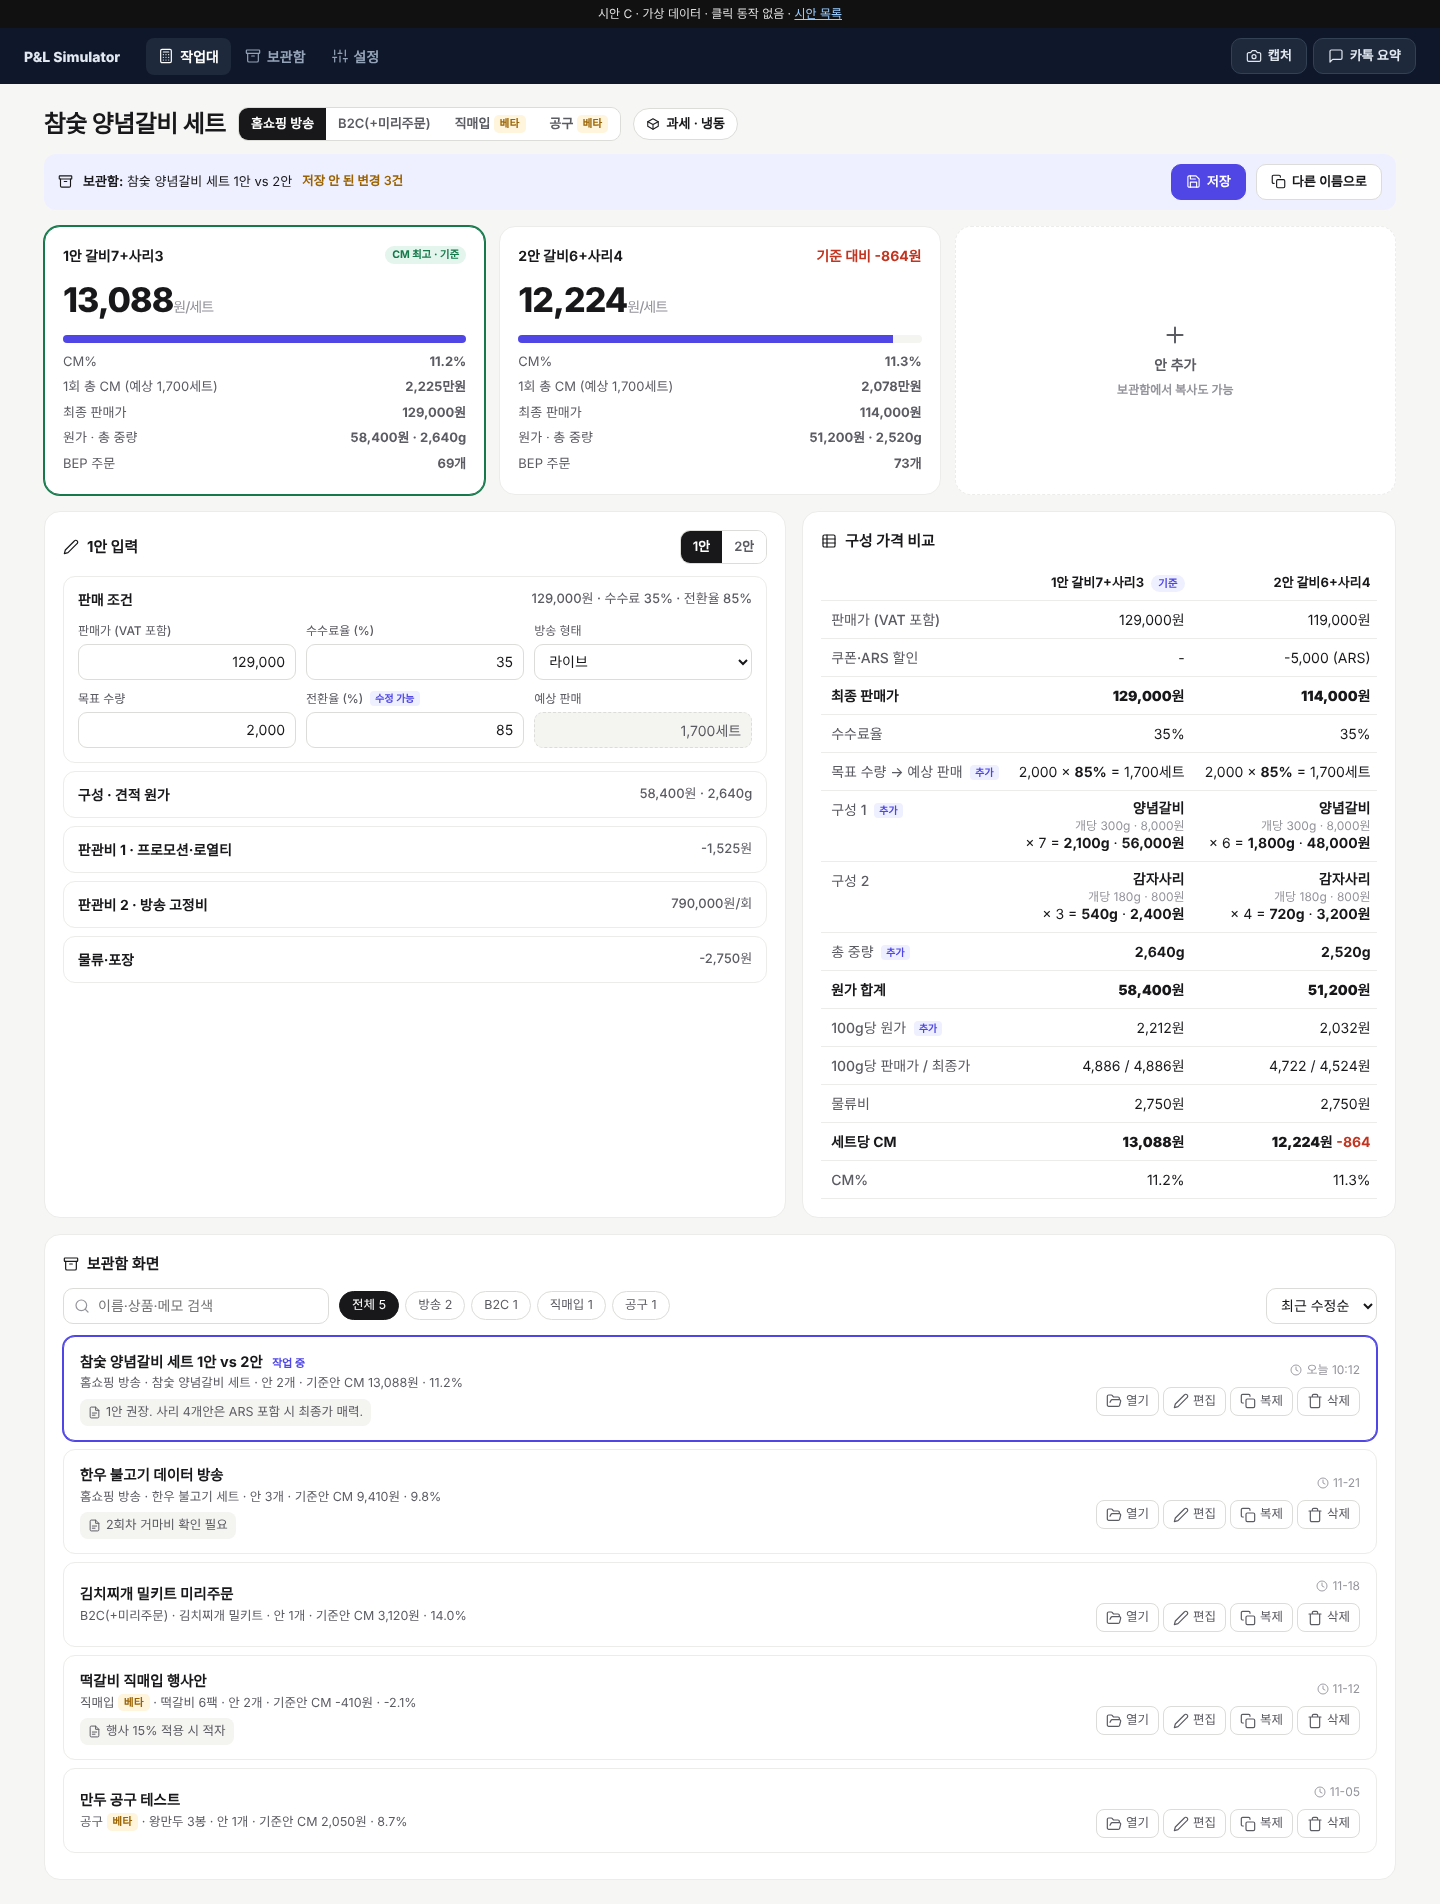 시안 C · 가상 데이터 · 클릭 동작 없음 · 시안 목록
P&L Simulator 작업대 보관함 설정 캡처 카톡 요약
참숯 양념갈비 세트 홈쇼핑 방송 B2C(+미리주문) 직매입 베타 공구 베타 과세 · 냉동
보관함: 참숯 양념갈비 세트 1안 vs 2안 저장 안 된 변경 3건 저장 다른 이름으로
1안 갈비7+사리3 CM 최고 · 기준
13,088원/세트
CM% 11.2%
1회 총 CM (예상 1,700세트) 2,225만원
최종 판매가 129,000원
원가 · 총 중량 58,400원 · 2,640g
BEP 주문 69개
2안 갈비6+사리4 기준 대비 -864원
12,224원/세트
CM% 11.3%
1회 총 CM (예상 1,700세트) 2,078만원
최종 판매가 114,000원
원가 · 총 중량 51,200원 · 2,520g
BEP 주문 73개
안 추가
보관함에서 복사도 가능
1안 입력 1안 2안
판매 조건 129,000원 · 수수료 35% · 전환율 85%
판매가 (VAT 포함) 수수료율 (%) 방송 형태
129,000 35 라이브
목표 수량 전환율 (%) 수정 가능 예상 판매
2,000 85 1,700세트
구성 · 견적 원가 58,400원 · 2,640g
판관비 1 · 프로모션·로열티 -1,525원
판관비 2 · 방송 고정비 790,000원/회
물류·포장 -2,750원
구성 가격 비교
1안 갈비7+사리3 기준 2안 갈비6+사리4
판매가 (VAT 포함) 129,000원 119,000원
쿠폰·ARS 할인 - -5,000 (ARS)
최종 판매가 129,000원 114,000원
수수료율 35% 35%
목표 수량 → 예상 판매 추가 2,000 × 85% = 1,700세트 2,000 × 85% = 1,700세트
구성 1 추가 양념갈비 양념갈비
개당 300g · 8,000원 개당 300g · 8,000원
× 7 = 2,100g · 56,000원 × 6 = 1,800g · 48,000원
구성 2 감자사리 감자사리
개당 180g · 800원 개당 180g · 800원
× 3 = 540g · 2,400원 × 4 = 720g · 3,200원
총 중량 추가 2,640g 2,520g
원가 합계 58,400원 51,200원
100g당 원가 추가 2,212원 2,032원
100g당 판매가 / 최종가 4,886 / 4,886원 4,722 / 4,524원
물류비 2,750원 2,750원
세트당 CM 13,088원 12,224원 -864
CM% 11.2% 11.3%
보관함 화면
이름·상품·메모 검색 전체 5 방송 2 B2C 1 직매입 1 공구 1 최근 수정순
참숯 양념갈비 세트 1안 vs 2안 작업 중
홈쇼핑 방송 · 참숯 양념갈비 세트 · 안 2개 · 기준안 CM 13,088원 · 11.2%
1안 권장. 사리 4개안은 ARS 포함 시 최종가 매력.
오늘 10:12
열기 편집 복제 삭제
한우 불고기 데이터 방송
홈쇼핑 방송 · 한우 불고기 세트 · 안 3개 · 기준안 CM 9,410원 · 9.8%
2회차 거마비 확인 필요
11-21
열기 편집 복제 삭제
김치찌개 밀키트 미리주문
B2C(+미리주문) · 김치찌개 밀키트 · 안 1개 · 기준안 CM 3,120원 · 14.0%
11-18
열기 편집 복제 삭제
떡갈비 직매입 행사안
직매입 베타 · 떡갈비 6팩 · 안 2개 · 기준안 CM -410원 · -2.1%
행사 15% 적용 시 적자
11-12
열기 편집 복제 삭제
만두 공구 테스트
공구 베타 · 왕만두 3봉 · 안 1개 · 기준안 CM 2,050원 · 8.7%
11-05
열기 편집 복제 삭제